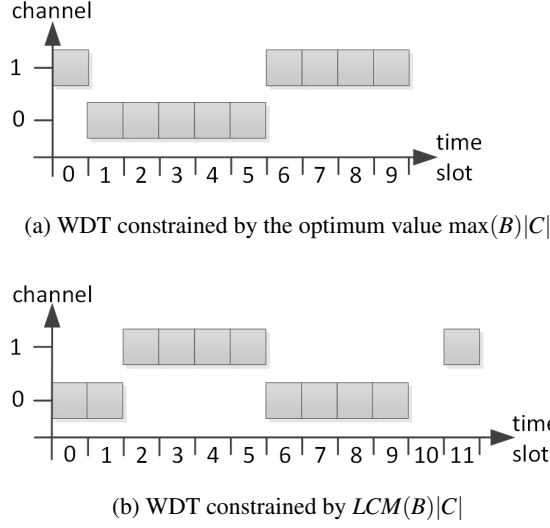 channel
1
0
time
slot
0 1 2 3 4 5 6 7 8 9
(a) WDT constrained by the optimum value max(B)|C|
channel
1
0
time
slot
0 1 2 3 4 5 6 7 8 9 10 11
(b) WDT constrained by LCM(B)|C|